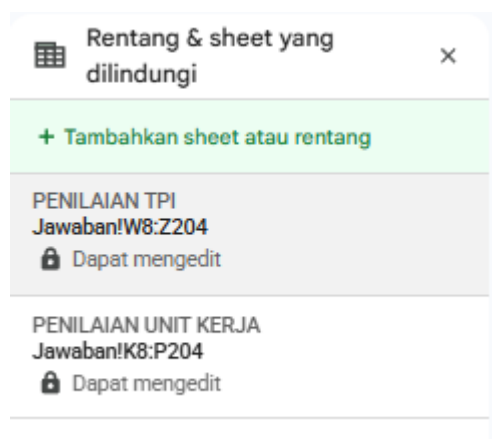 Rentang & sheet yang
dilindungi
+ Tambahkan sheet atau rentang
PENILAIAN TPI
Jawaban!W8:Z204
Dapat mengedit
PENILAIAN UNIT KERJA
Jawaban!K8:P204
Dapat mengedit